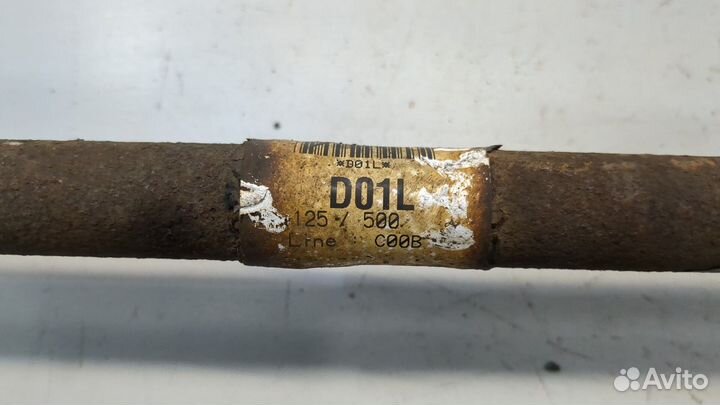 *D01L*
D01L
125 / 500
Line : C00B
Avito